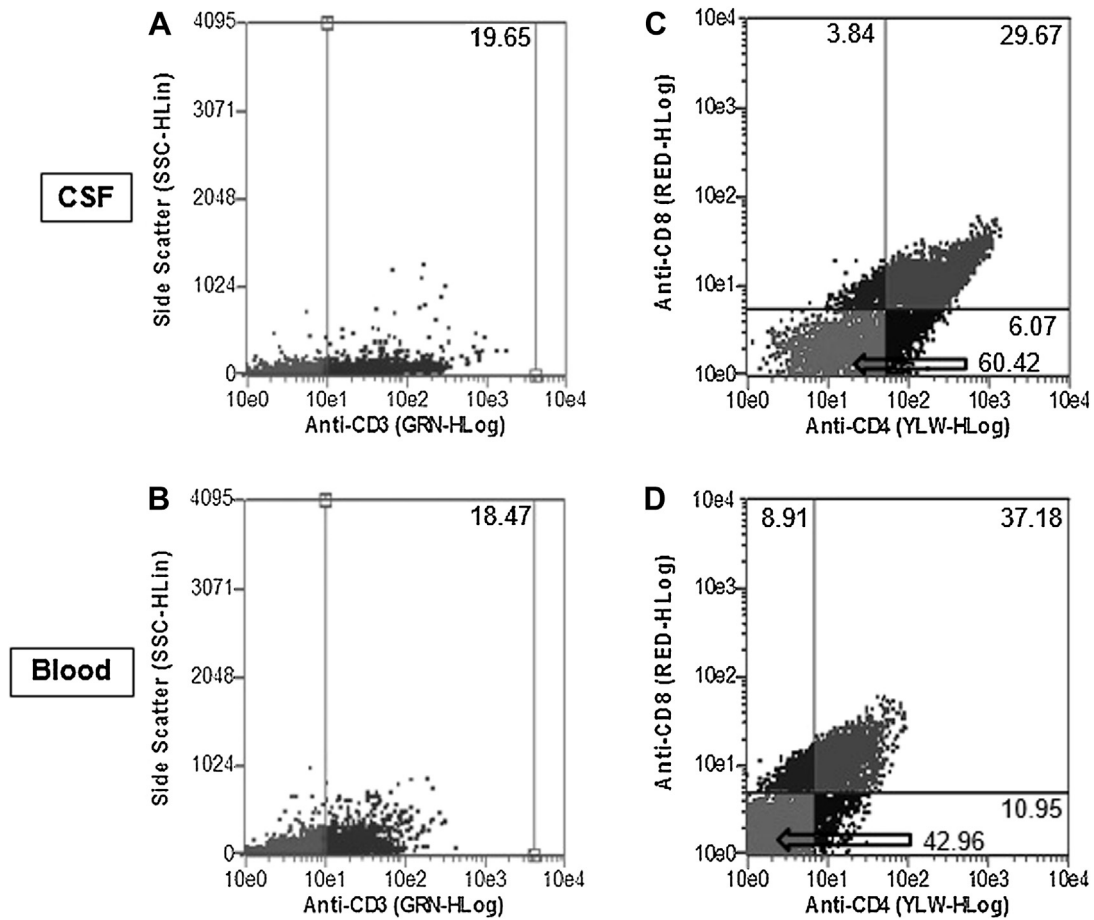 CSF
A
Side Scatter (SSC-HLin)
4095
3071
2048
1024
0
19.65
10e0 10e1 10e2 10e3 10e4
Anti-CD3 (GRN-HLog)
C
Anti-CD8 (RED-HLog)
10e4
10e3
10e2
10e1
10e0
3.84
29.67
6.07
60.42
10e0 10e1 10e2 10e3 10e4
Anti-CD4 (YLW-HLog)
Blood
B
Side Scatter (SSC-HLin)
4095
3071
2048
1024
0
18.47
10e0 10e1 10e2 10e3 10e4
Anti-CD3 (GRN-HLog)
D
Anti-CD8 (RED-HLog)
10e4
10e3
10e2
10e1
10e0
8.91
37.18
10.95
42.96
10e0 10e1 10e2 10e3 10e4
Anti-CD4 (YLW-HLog)